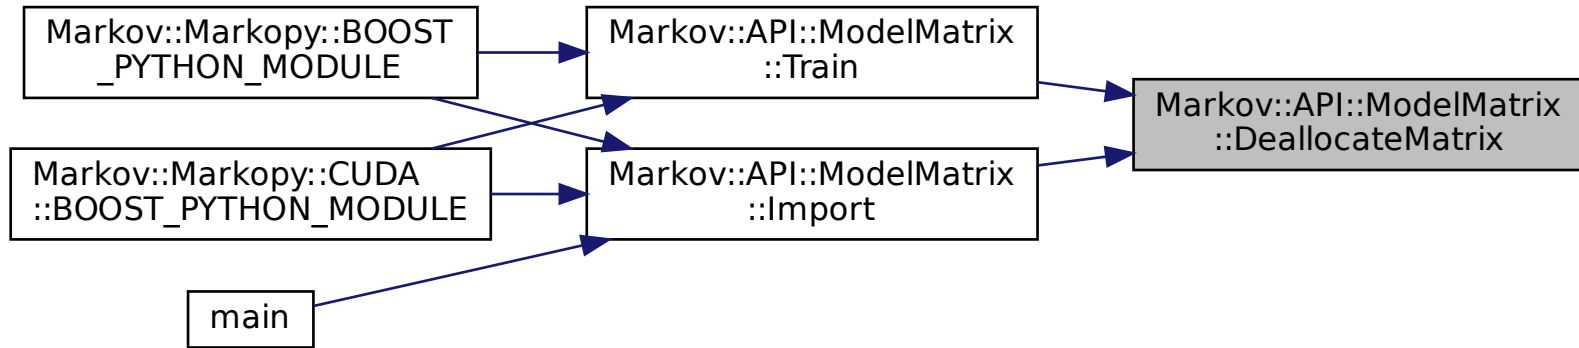 Markov::Markopy::BOOST
_PYTHON_MODULE
Markov::API::ModelMatrix
::Train
Markov::API::ModelMatrix
::DeallocateMatrix
Markov::Markopy::CUDA
::BOOST_PYTHON_MODULE
Markov::API::ModelMatrix
::Import
main